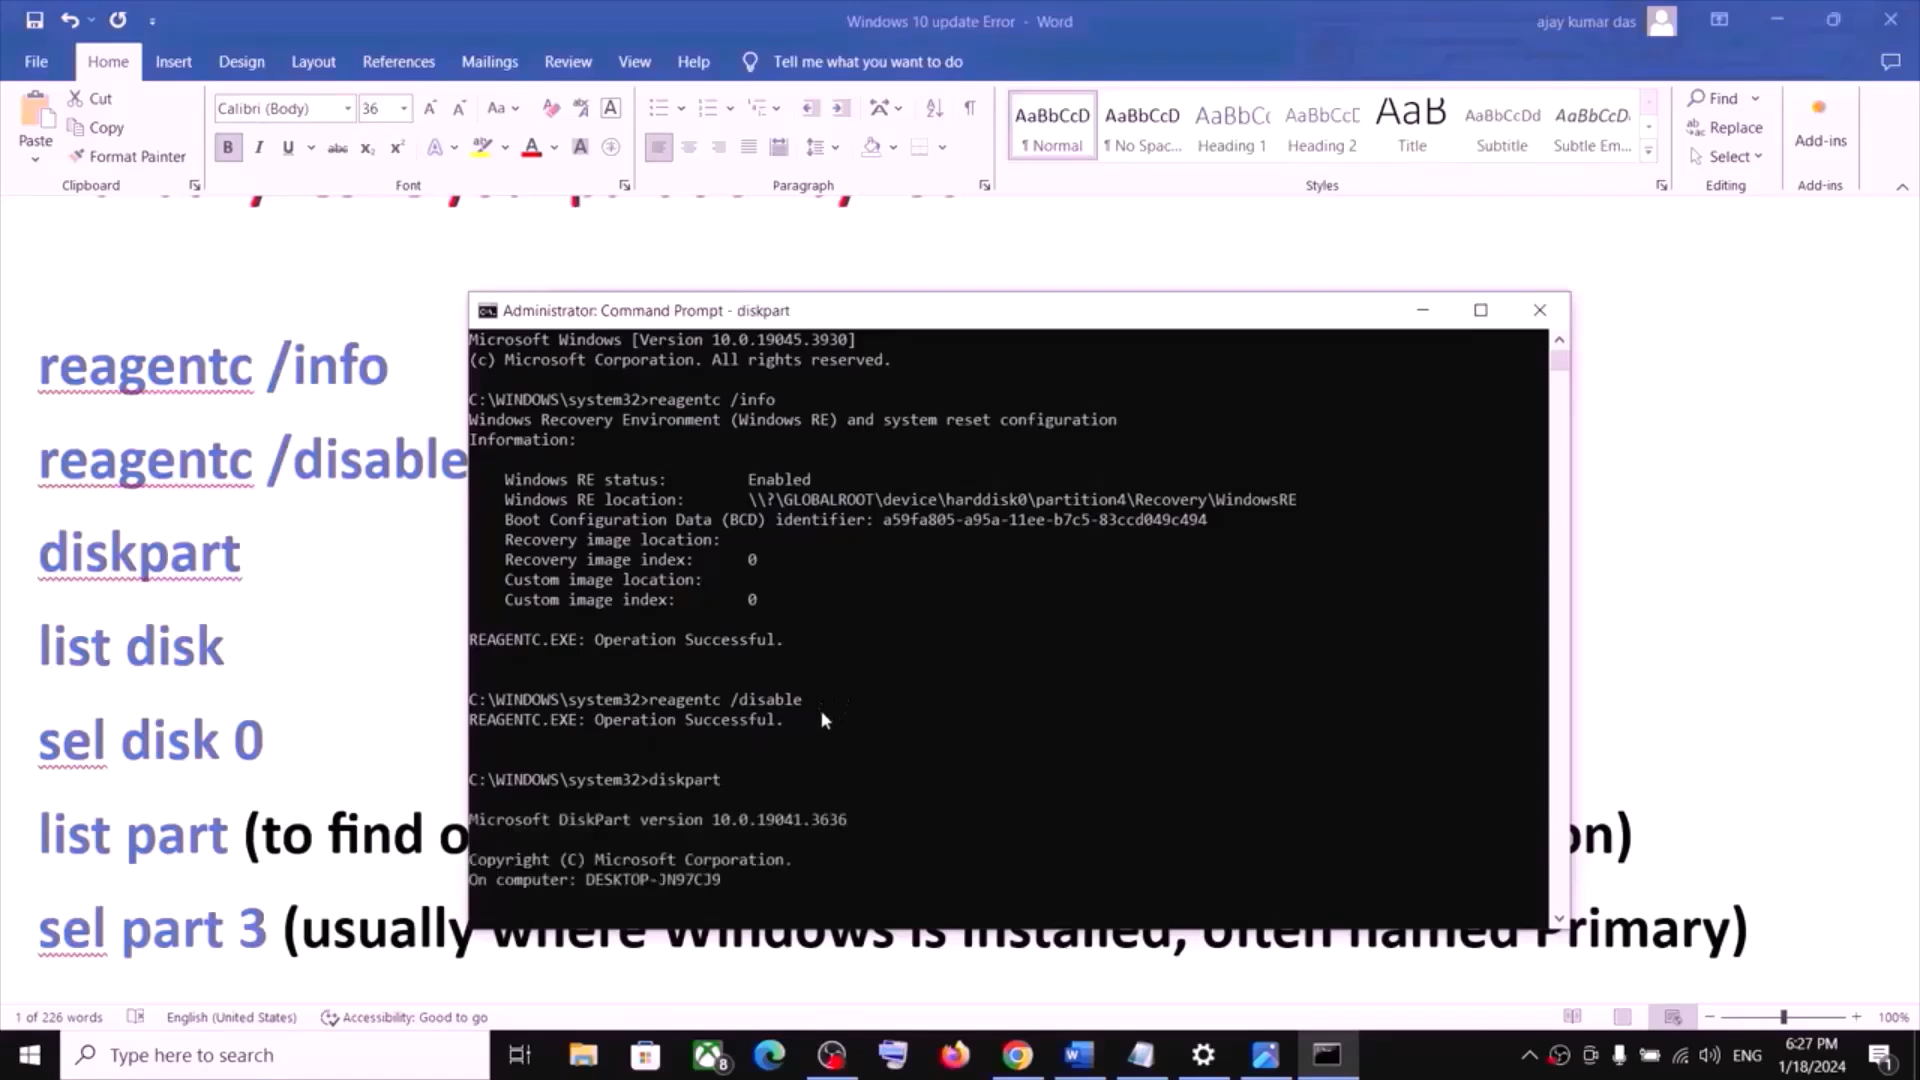 Windows 10 update Error - Word
ajay kumar das
File Home Insert Design Layout References Mailings Review View Help Tell me what you want to do
Paste
Cut
Copy
Format Painter
Clipboard
Calibri (Body) 36
Font
Paragraph
AaBbCcD AaBbCcD AaBbCc AaBbCcD AaB AaBbCcDd AaBbCcD.
¶ Normal ¶ No Spac... Heading 1 Heading 2 Title Subtitle Subtle Em...
Styles
Find
Replace
Select
Editing
Add-ins
Add-ins
reagentc /info
reagentc /disable
diskpart
list disk
sel disk 0
list part (to find o
on)
sel part 3 (usually where Windows is installed, often named Primary)
Administrator: Command Prompt - diskpart
Microsoft Windows [Version 10.0.19045.3930]
(c) Microsoft Corporation. All rights reserved.
C:\WINDOWS\system32>reagentc /info
Windows Recovery Environment (Windows RE) and system reset configuration
Information:
Windows RE status: Enabled
Windows RE location: \\?\GLOBALROOT\device\harddisk0\partition4\Recovery\WindowsRE
Boot Configuration Data (BCD) identifier: a59fa805-a95a-11ee-b7c5-83ccd049c494
Recovery image location:
Recovery image index: 0
Custom image location:
Custom image index: 0
REAGENTC.EXE: Operation Successful.
C:\WINDOWS\system32>reagentc /disable
REAGENTC.EXE: Operation Successful.
C:\WINDOWS\system32>diskpart
Microsoft DiskPart version 10.0.19041.3636
Copyright (C) Microsoft Corporation.
On computer: DESKTOP-JN97CJ9
1 of 226 words English (United States) Accessibility: Good to go 100%
Type here to search
8
ENG
6:27 PM
1/18/2024
1